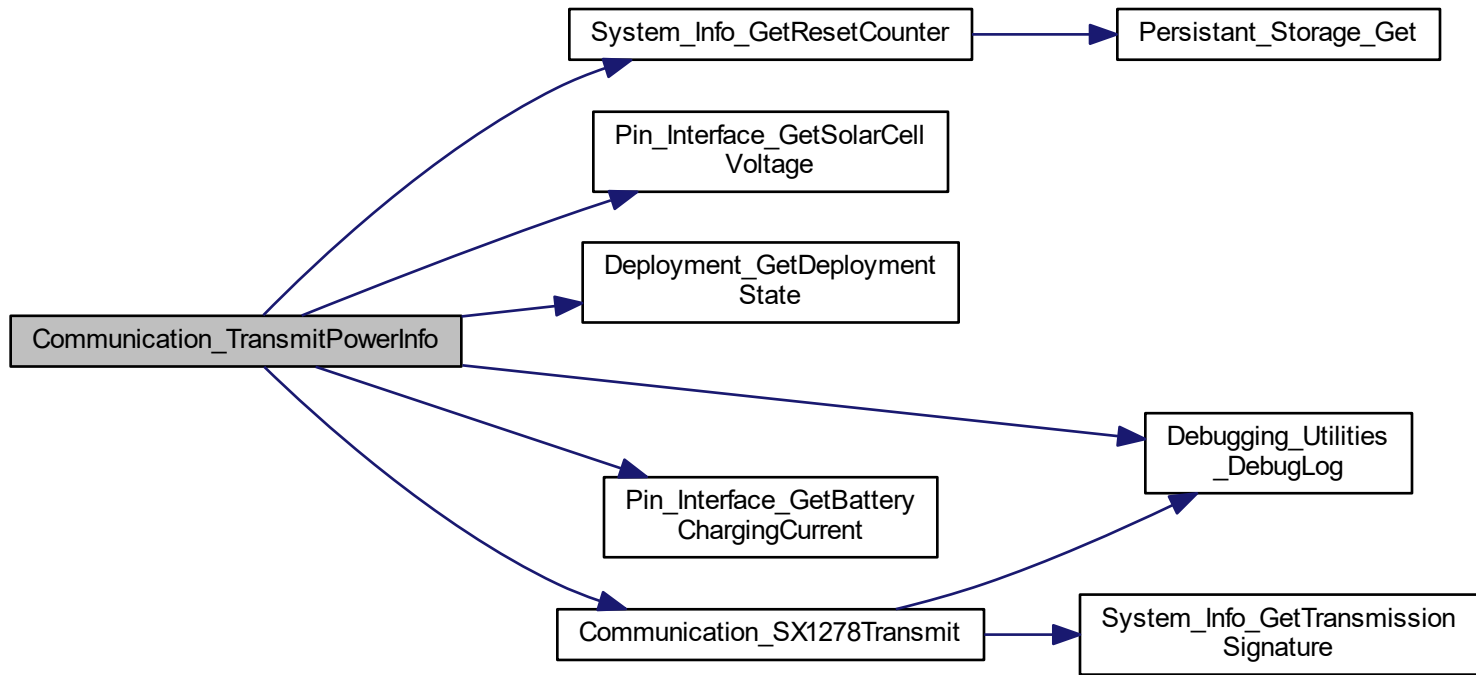 System_Info_GetResetCounter
Persistant_Storage_Get
Pin_Interface_GetSolarCell
Voltage
Deployment_GetDeployment
State
Communication_TransmitPowerInfo
Debugging_Utilities
_DebugLog
Pin_Interface_GetBattery
ChargingCurrent
Communication_SX1278Transmit
System_Info_GetTransmission
Signature